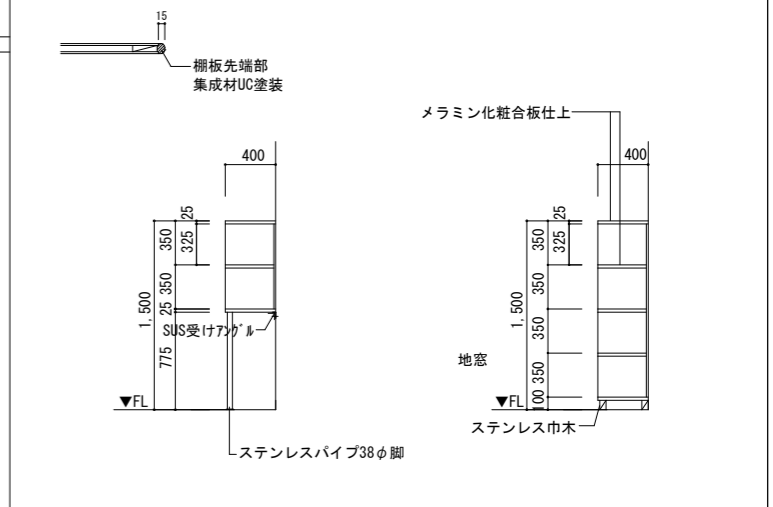 15
棚板先端部
集成材UC塗装
400
25
350
325
350
25
1,500
775
SUS受けアングル
▼FL
ステンレスパイプ38φ脚
メラミン化粧合板仕上
400
25
350
325
350
1,500
350
350
100
地窓
▼FL
ステンレス巾木